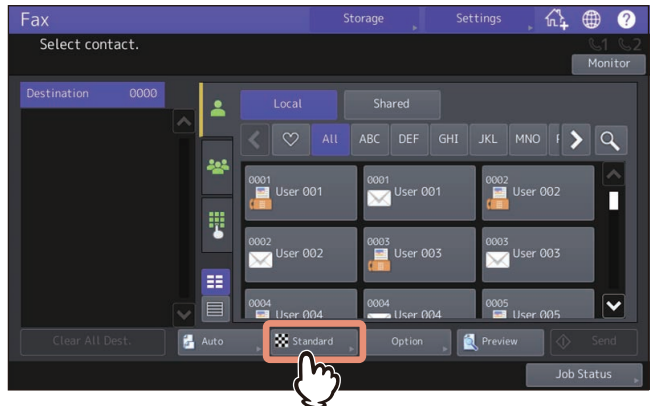 Fax
Storage
Settings
?
Select contact.
1 2
Monitor
Destination 0000
Local
Shared
All ABC DEF GHI JKL MNO
0001
User 001
0001
User 001
0002
User 002
0002
User 002
0003
User 003
0003
User 003
0004
User 004
0004
User 004
0005
User 005
Clear All Dest.
Auto
Standard
Option
Preview
Send
Job Status